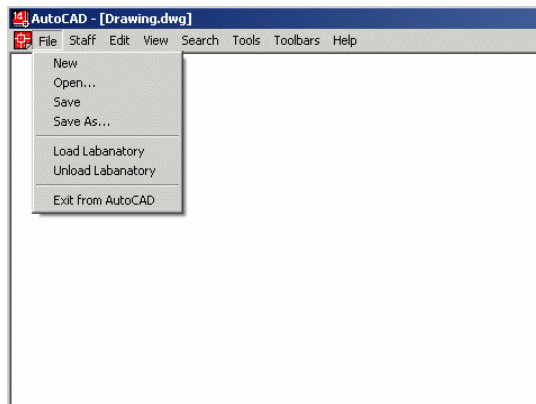 14 AutoCAD - [Drawing.dwg]
File Staff Edit View Search Tools Toolbars Help
New
Open...
Save
Save As...
Load Labanatory
Unload Labanatory
Exit from AutoCAD